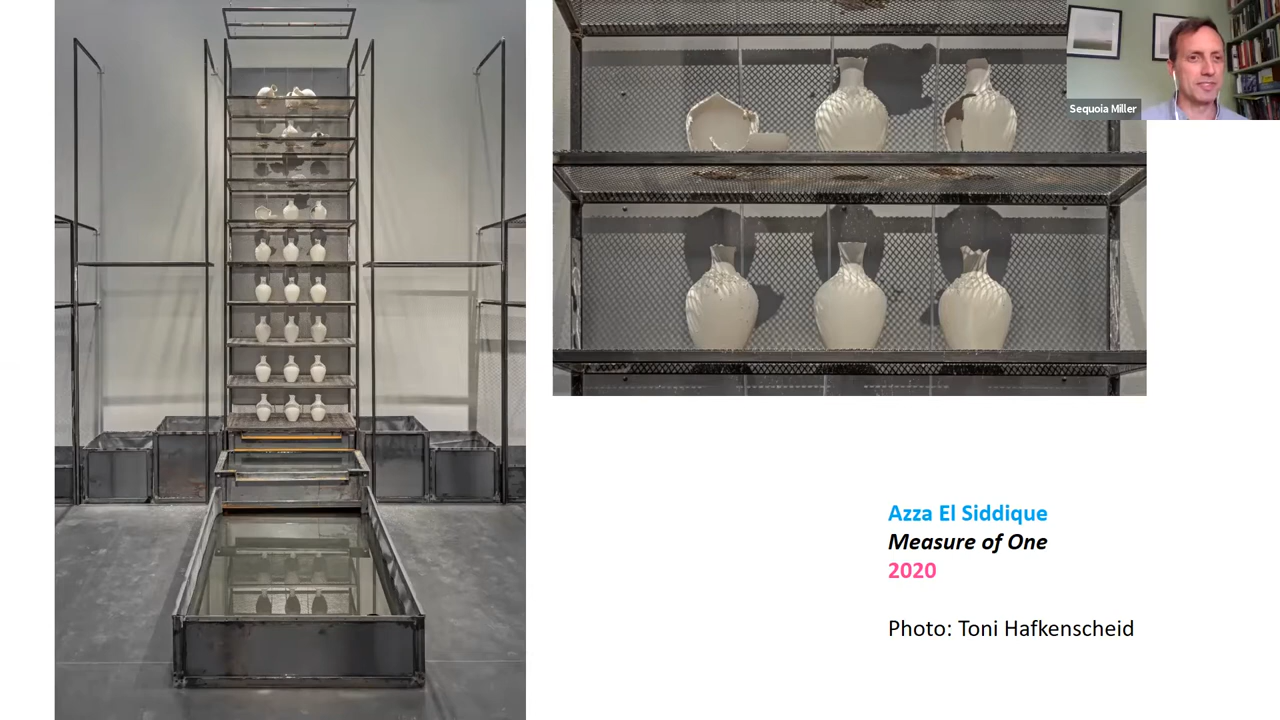 Sequoia Miller
Azza El Siddique
Measure of One
2020
Photo: Toni Hafkenscheid